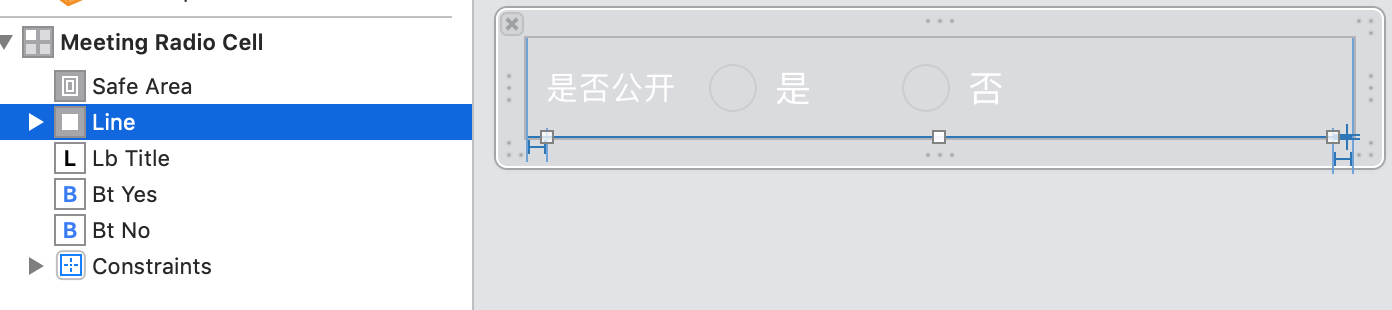 Meeting Radio Cell
Safe Area
Line
L Lb Title
B Bt Yes
B Bt No
Constraints
是否公开 是 否